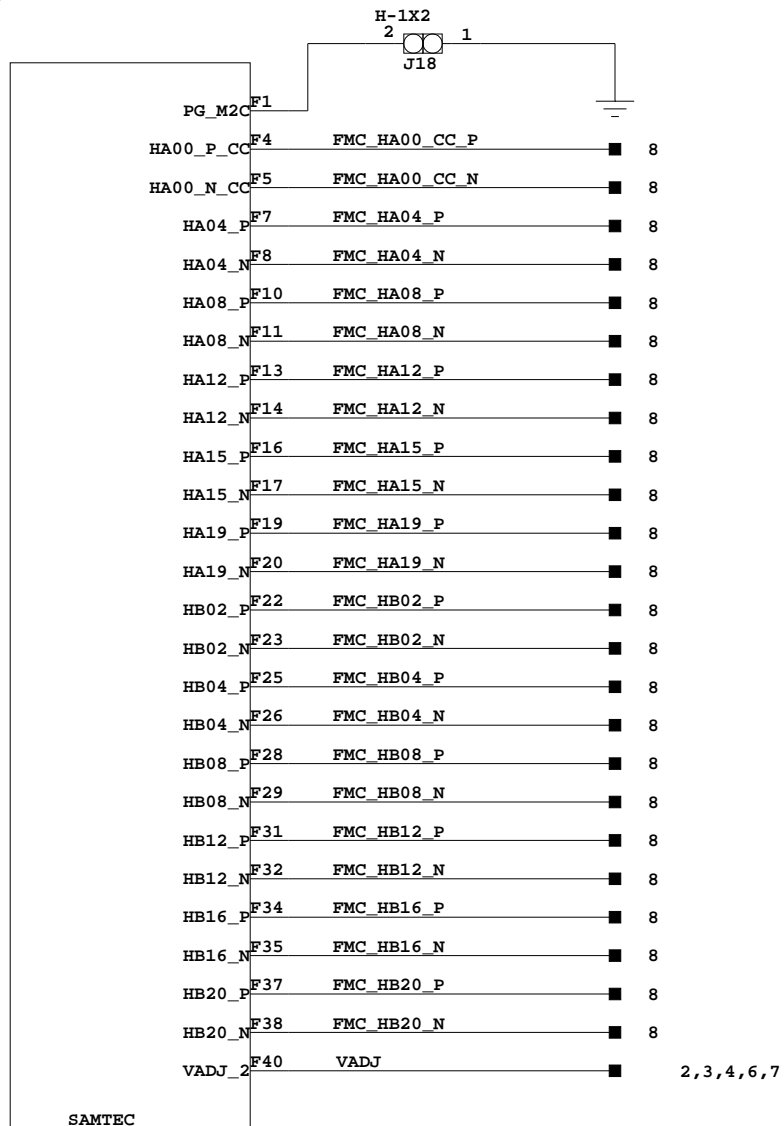 H-1X2
2 1
J18
PG_M2C F1
HA00_P_CC F4 FMC_HA00_CC_P 8
HA00_N_CC F5 FMC_HA00_CC_N 8
HA04_P F7 FMC_HA04_P 8
HA04_N F8 FMC_HA04_N 8
HA08_P F10 FMC_HA08_P 8
HA08_N F11 FMC_HA08_N 8
HA12_P F13 FMC_HA12_P 8
HA12_N F14 FMC_HA12_N 8
HA15_P F16 FMC_HA15_P 8
HA15_N F17 FMC_HA15_N 8
HA19_P F19 FMC_HA19_P 8
HA19_N F20 FMC_HA19_N 8
HB02_P F22 FMC_HB02_P 8
HB02_N F23 FMC_HB02_N 8
HB04_P F25 FMC_HB04_P 8
HB04_N F26 FMC_HB04_N 8
HB08_P F28 FMC_HB08_P 8
HB08_N F29 FMC_HB08_N 8
HB12_P F31 FMC_HB12_P 8
HB12_N F32 FMC_HB12_N 8
HB16_P F34 FMC_HB16_P 8
HB16_N F35 FMC_HB16_N 8
HB20_P F37 FMC_HB20_P 8
HB20_N F38 FMC_HB20_N 8
VADJ_2 F40 VADJ 2,3,4,6,7
SAMTEC